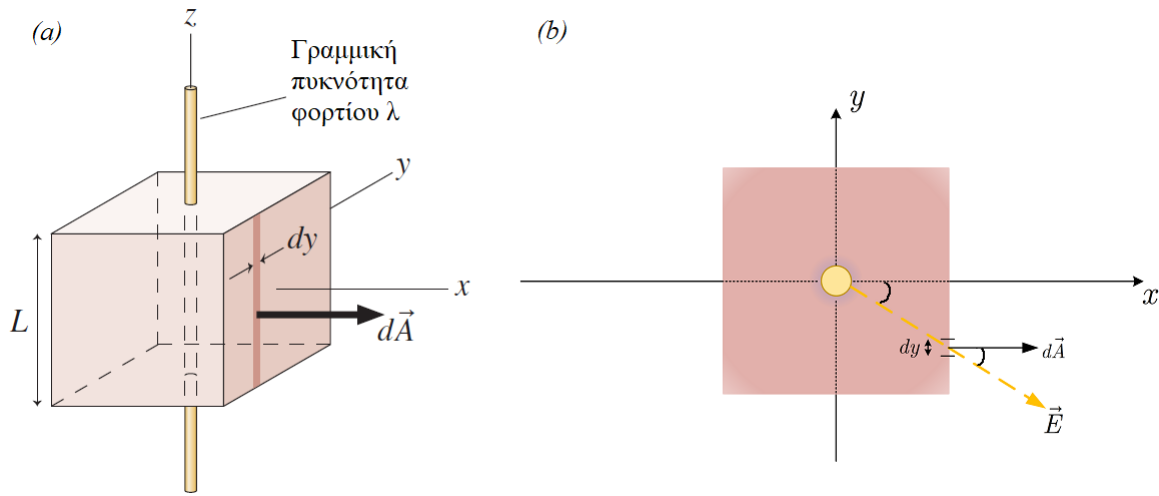 (a)
z
Γραμμική
πυκνότητα
φορτίου λ
y
dy
x
L
dA⃗
(b)
y
x
dy
dA⃗
E⃗